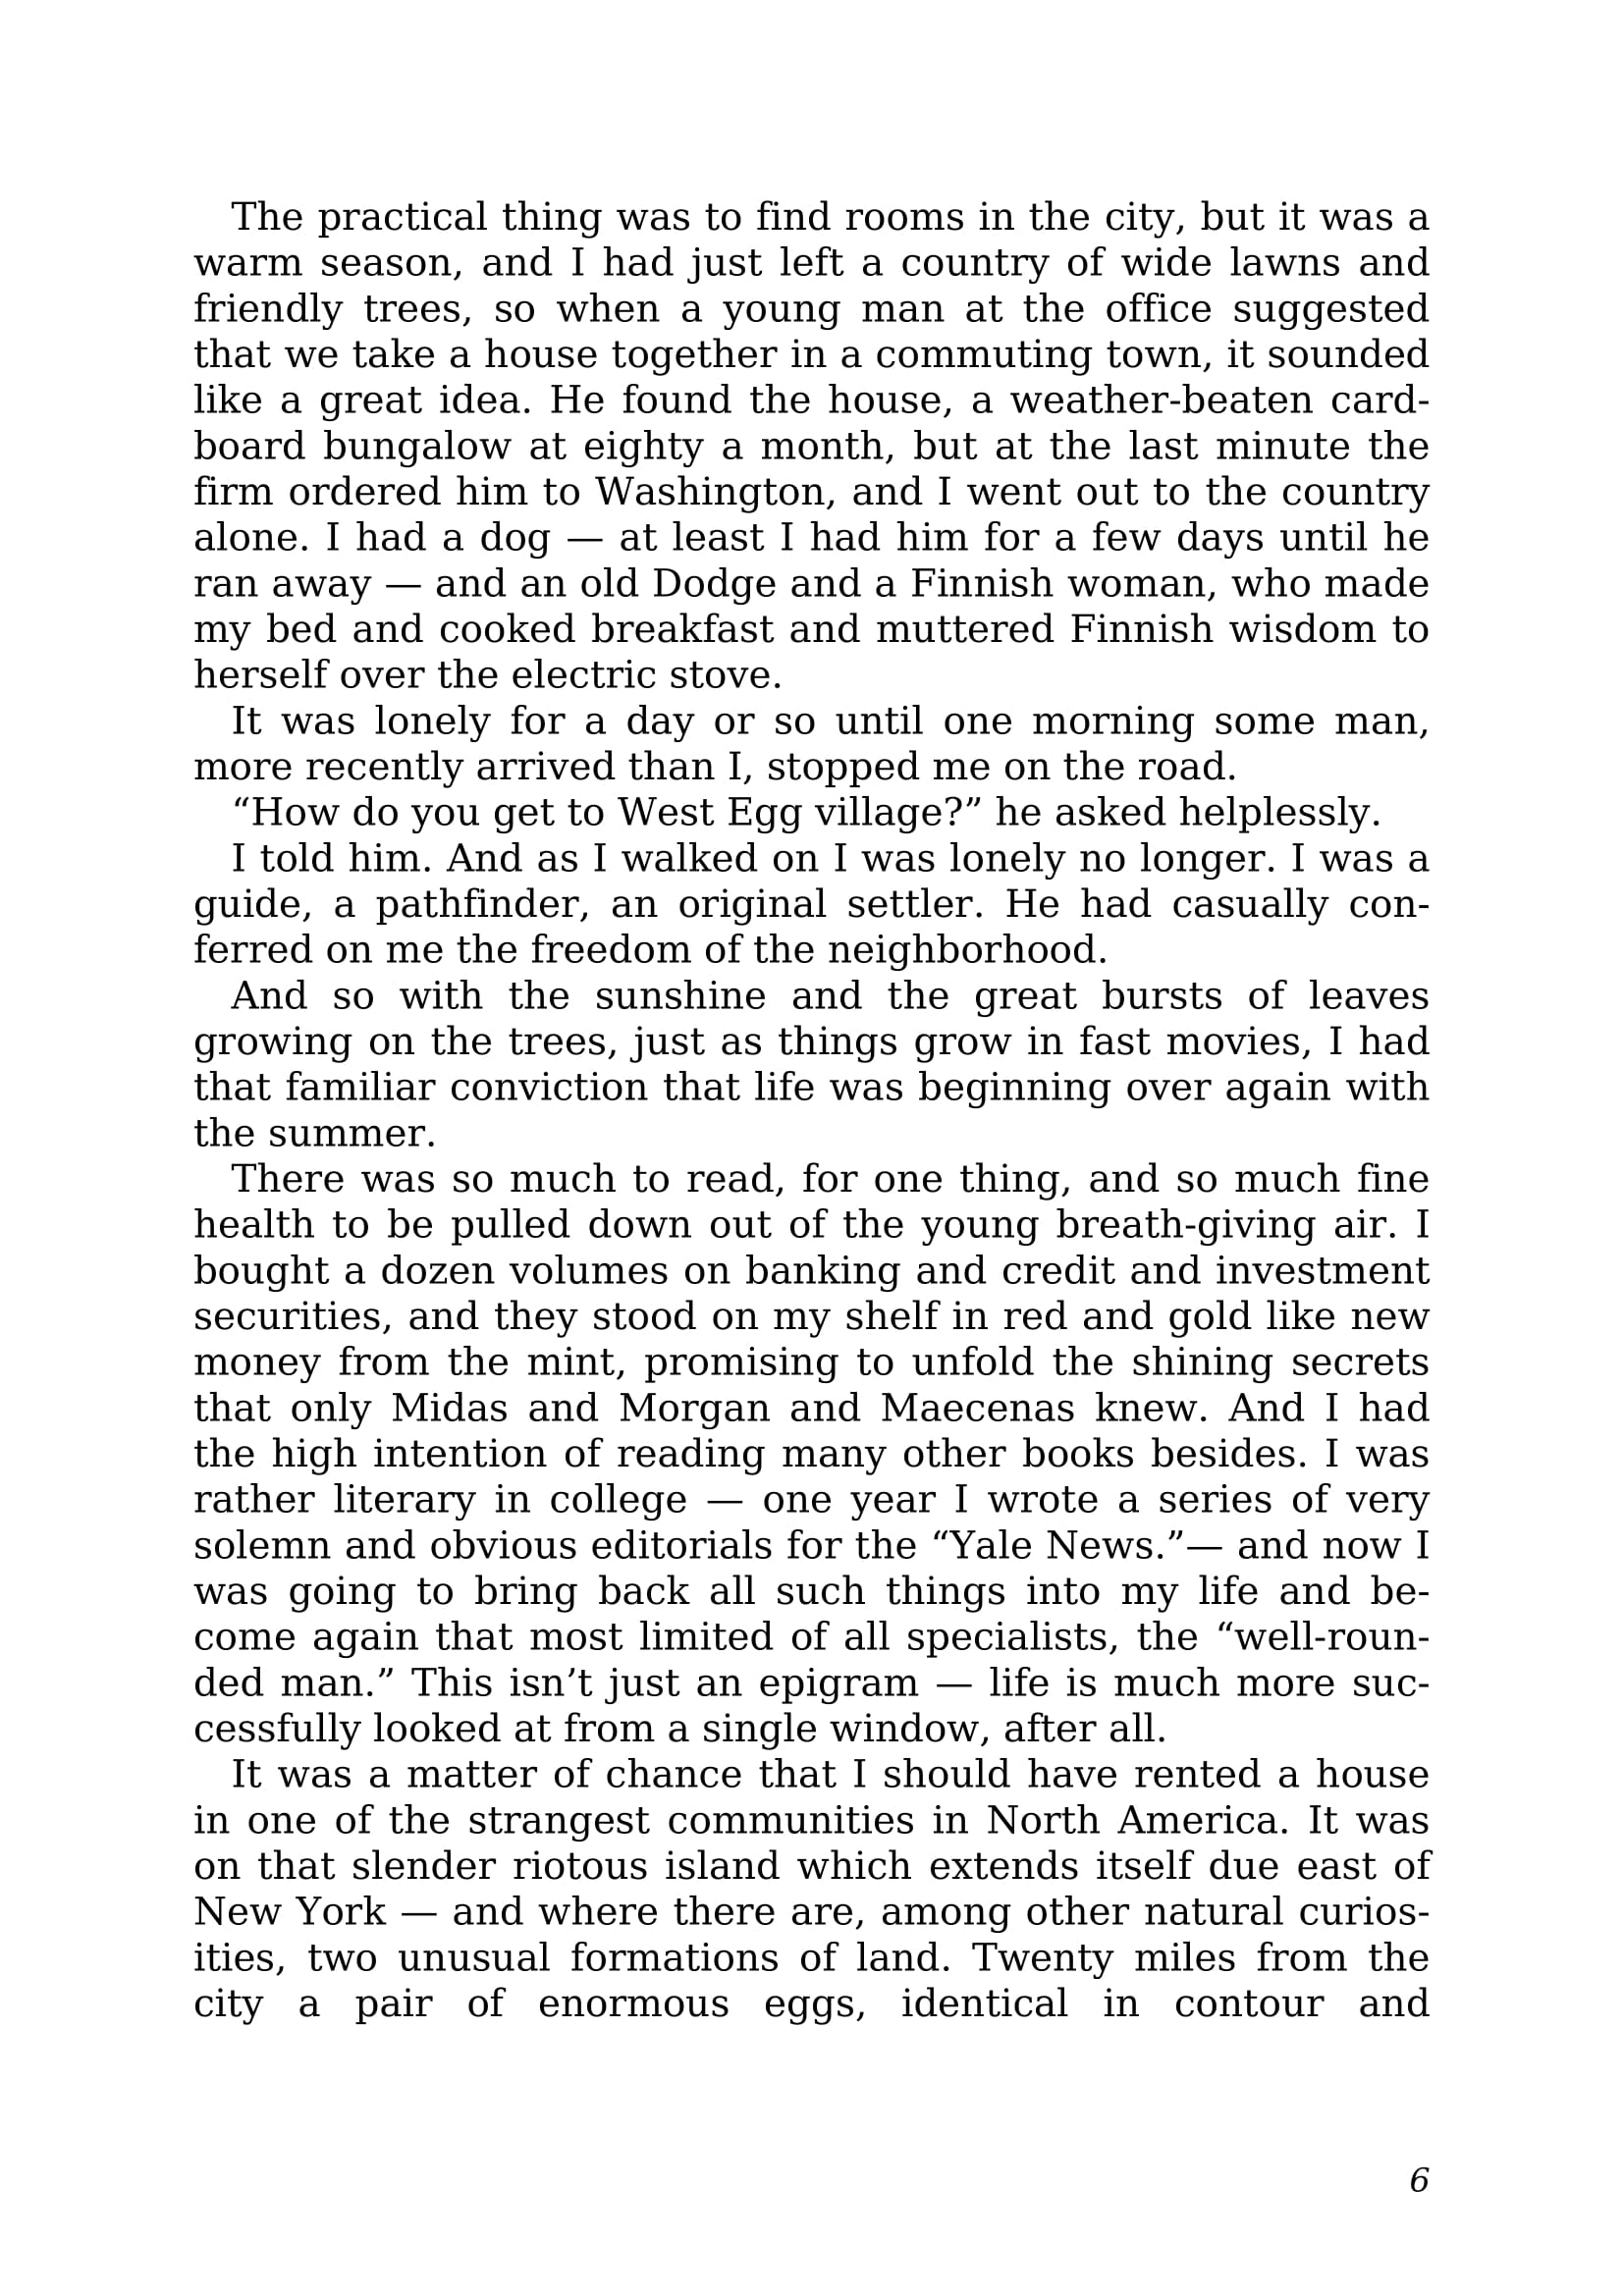 The practical thing was to find rooms in the city, but it was a
warm season, and I had just left a country of wide lawns and
friendly trees, so when a young man at the office suggested
that we take a house together in a commuting town, it sounded
like a great idea. He found the house, a weather-beaten card-
board bungalow at eighty a month, but at the last minute the
firm ordered him to Washington, and I went out to the country
alone. I had a dog — at least I had him for a few days until he
ran away — and an old Dodge and a Finnish woman, who made
my bed and cooked breakfast and muttered Finnish wisdom to
herself over the electric stove.
It was lonely for a day or so until one morning some man,
more recently arrived than I, stopped me on the road.
“How do you get to West Egg village?” he asked helplessly.
I told him. And as I walked on I was lonely no longer. I was a
guide, a pathfinder, an original settler. He had casually con-
ferred on me the freedom of the neighborhood.
And so with the sunshine and the great bursts of leaves
growing on the trees, just as things grow in fast movies, I had
that familiar conviction that life was beginning over again with
the summer.
There was so much to read, for one thing, and so much fine
health to be pulled down out of the young breath-giving air. I
bought a dozen volumes on banking and credit and investment
securities, and they stood on my shelf in red and gold like new
money from the mint, promising to unfold the shining secrets
that only Midas and Morgan and Maecenas knew. And I had
the high intention of reading many other books besides. I was
rather literary in college — one year I wrote a series of very
solemn and obvious editorials for the “Yale News.”— and now I
was going to bring back all such things into my life and be-
come again that most limited of all specialists, the “well-roun-
ded man.” This isn’t just an epigram — life is much more suc-
cessfully looked at from a single window, after all.
It was a matter of chance that I should have rented a house
in one of the strangest communities in North America. It was
on that slender riotous island which extends itself due east of
New York — and where there are, among other natural curios-
ities, two unusual formations of land. Twenty miles from the
city a pair of enormous eggs, identical in contour and
6